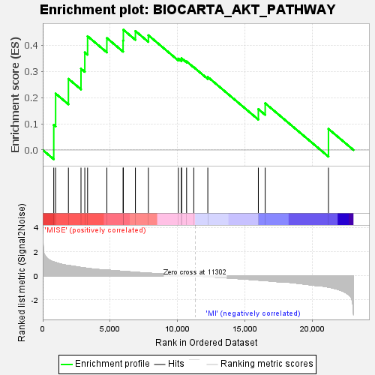 Enrichment plot: BIOCARTA_AKT_PATHWAY
Enrichment score (ES)
0.4
0.3
0.2
0.1
0.0
'MISE' (positively correlated)
Ranked list metric (Signal2Noise)
4
2
0
-2
Zero cross at 11302
'MI' (negatively correlated)
0
5,000
10,000
15,000
20,000
Rank in Ordered Dataset
Enrichment profile
Hits
Ranking metric scores